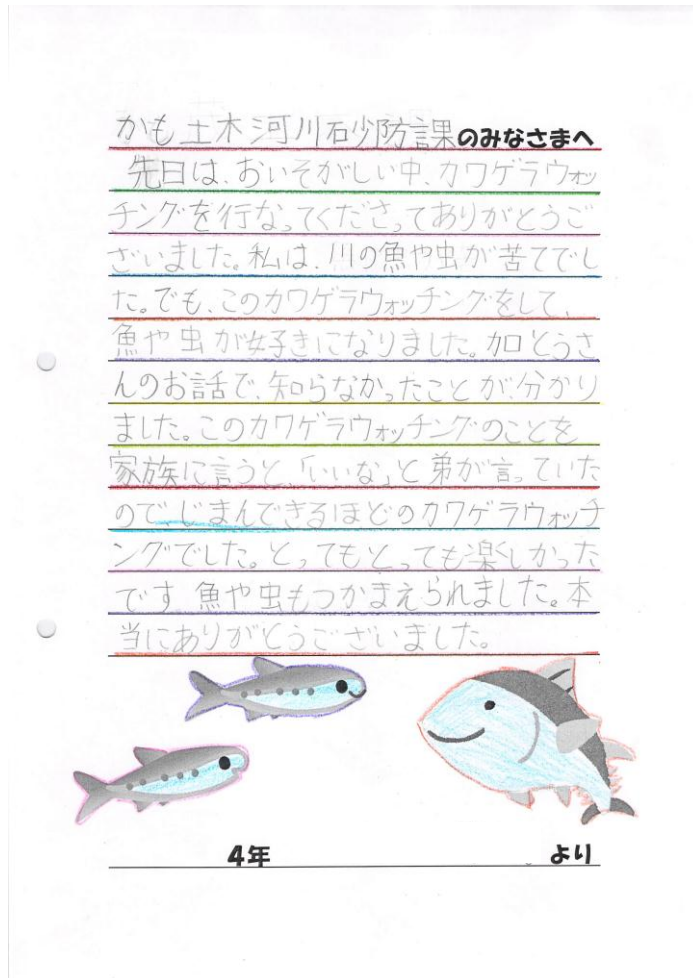 かも土木河川砂防課のみなさまへ
先日は、おいそがしい中、カワゲラウォッ
チングを行なってくださってありがとうご
ざいました。私は、川の魚や虫が苦てでし
た。でも、このカワゲラウォッチングをして、
魚や虫が好きになりました。加とうさ
んのお話で、知らなかったことが分かり
ました。このカワゲラウォッチングのことを
家族に言うと、「いいな」と弟が言っていた
のでじまんできるほどのカワゲラウォッチ
ングでした。とってもとっても楽しかった
です 魚や虫もつかまえられました。本
当にありがとうございました。
4年 より